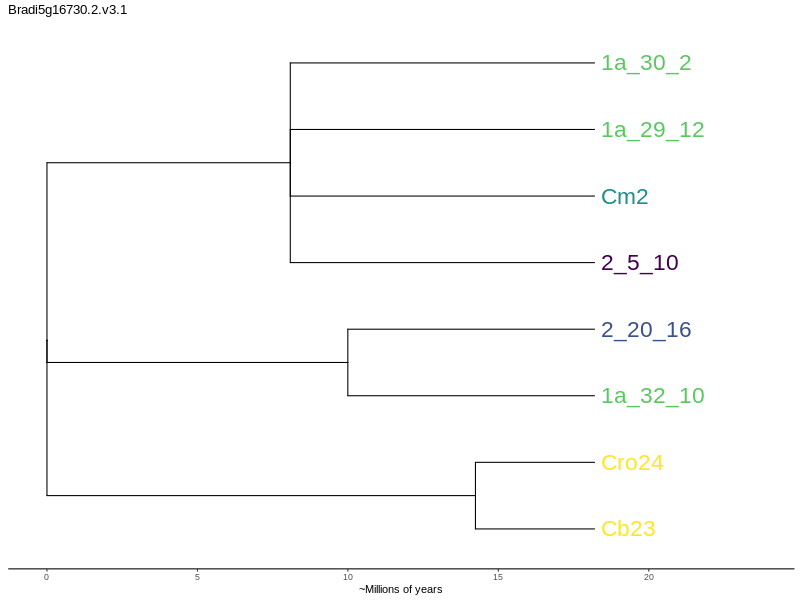 Bradi5g16730.2.v3.1
1a_30_2
1a_29_12
Cm2
2_5_10
2_20_16
1a_32_10
Cro24
Cb23
0 5 10 15 20
~Millions of years